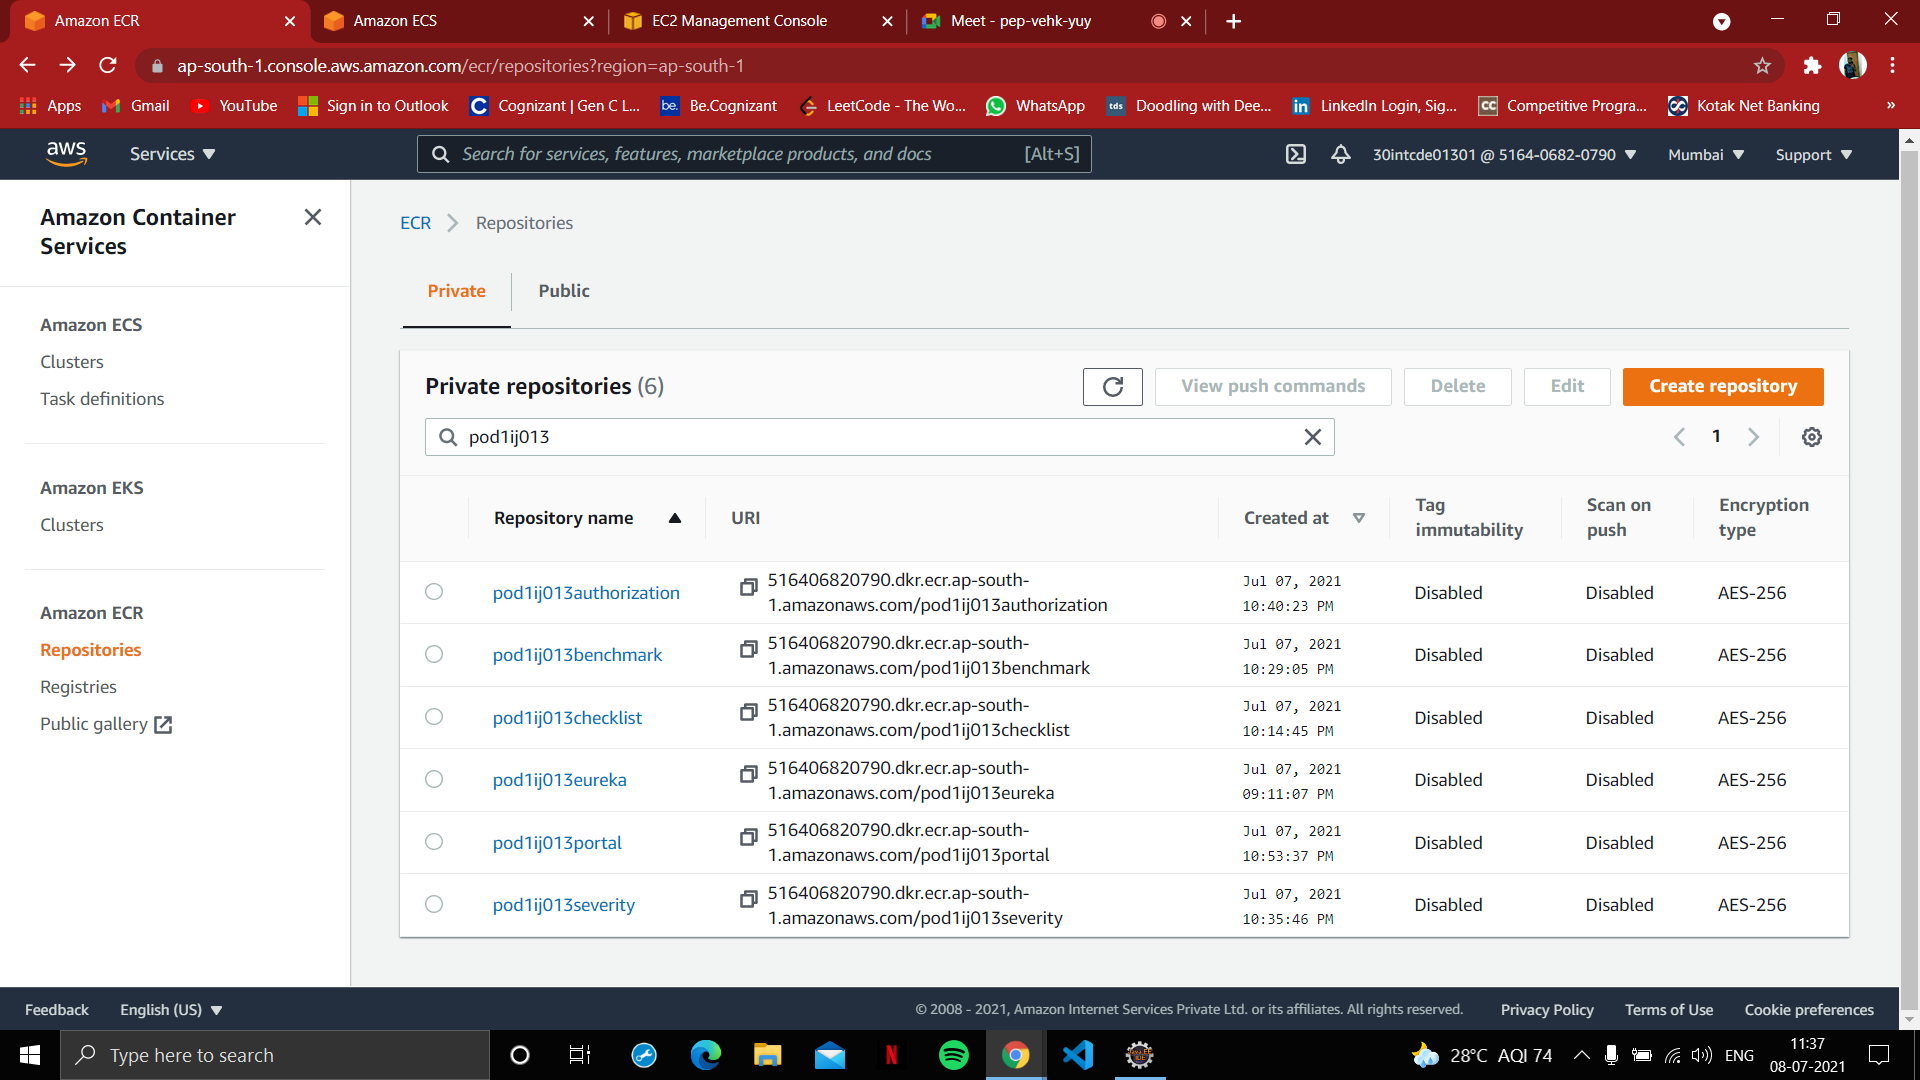 Amazon ECR
Amazon ECS
EC2 Management Console
Meet - pep-vehk-yuy
ap-south-1.console.aws.amazon.com/ecr/repositories?region=ap-south-1
Apps
Gmail
YouTube
Sign in to Outlook
Cognizant | Gen C L...
be.
Be.Cognizant
LeetCode - The Wo...
WhatsApp
tds
Doodling with Dee...
in
LinkedIn Login, Sig...
CC
Competitive Progra...
Kotak Net Banking
»
aws
Services
Search for services, features, marketplace products, and docs
[Alt+S]
30intcde01301 @ 5164-0682-0790
Mumbai
Support
Amazon Container
Services
Amazon ECS
Clusters
Task definitions
Amazon EKS
Clusters
Amazon ECR
Repositories
Registries
Public gallery
ECR
Repositories
Private
Public
Private repositories (6)
View push commands
Delete
Edit
Create repository
pod1ij013
1
Repository name
URI
Created at
Tag
immutability
Scan on
push
Encryption
type
pod1ij013authorization
516406820790.dkr.ecr.ap-south-
1.amazonaws.com/pod1ij013authorization
Jul 07, 2021
10:40:23 PM
Disabled
Disabled
AES-256
pod1ij013benchmark
516406820790.dkr.ecr.ap-south-
1.amazonaws.com/pod1ij013benchmark
Jul 07, 2021
10:29:05 PM
Disabled
Disabled
AES-256
pod1ij013checklist
516406820790.dkr.ecr.ap-south-
1.amazonaws.com/pod1ij013checklist
Jul 07, 2021
10:14:45 PM
Disabled
Disabled
AES-256
pod1ij013eureka
516406820790.dkr.ecr.ap-south-
1.amazonaws.com/pod1ij013eureka
Jul 07, 2021
09:11:07 PM
Disabled
Disabled
AES-256
pod1ij013portal
516406820790.dkr.ecr.ap-south-
1.amazonaws.com/pod1ij013portal
Jul 07, 2021
10:53:37 PM
Disabled
Disabled
AES-256
pod1ij013severity
516406820790.dkr.ecr.ap-south-
1.amazonaws.com/pod1ij013severity
Jul 07, 2021
10:35:46 PM
Disabled
Disabled
AES-256
Feedback
English (US)
© 2008 - 2021, Amazon Internet Services Private Ltd. or its affiliates. All rights reserved.
Privacy Policy
Terms of Use
Cookie preferences
Type here to search
28°C AQI 74
ENG
11:37
08-07-2021